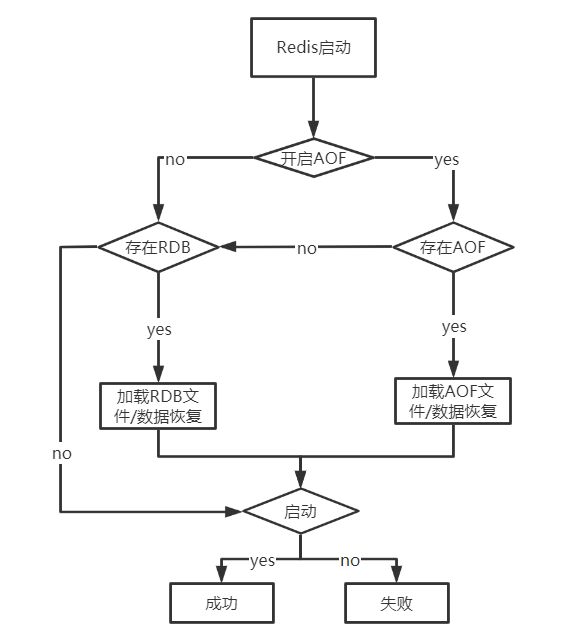 Redis启动
开启AOF
no
yes
存在RDB
no
存在AOF
yes
yes
加载RDB文
件/数据恢复
加载AOF文
件/数据恢复
no
启动
yes
no
成功
失败